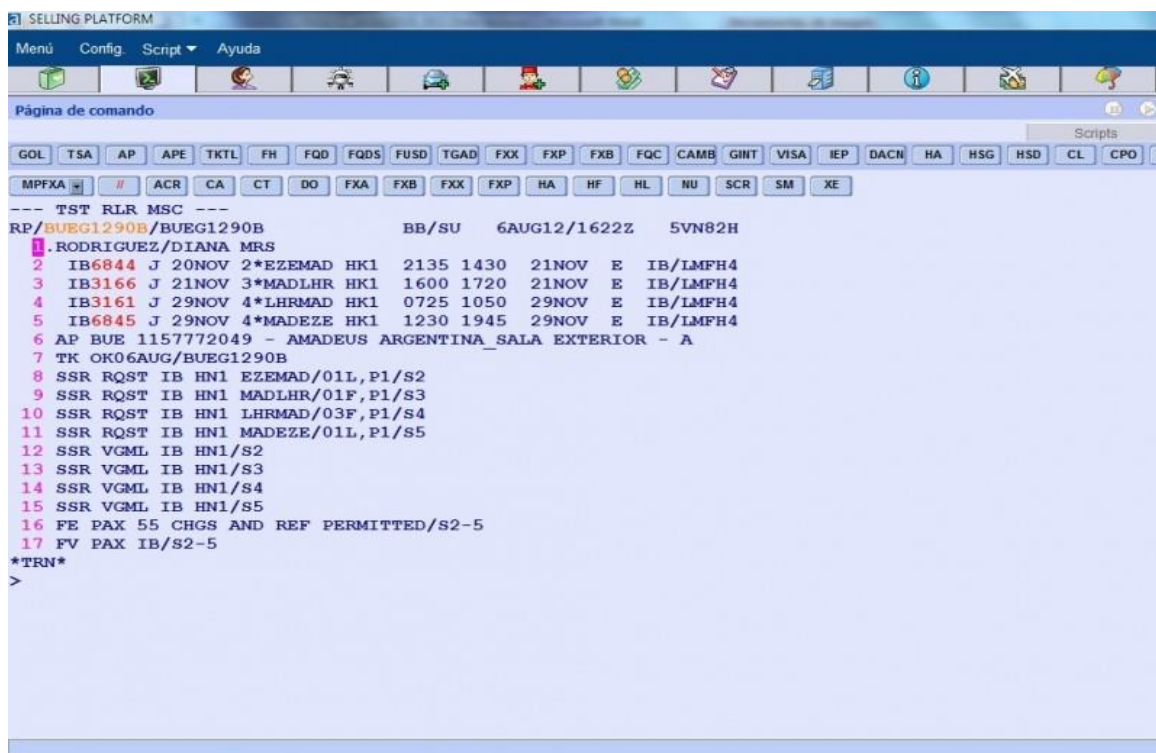 SELLING PLATFORM
Menú Config. Script Ayuda
Página de comando
Scripts
GOL TSA AP APE TKTL FH FQD FQDS FUSD TGAD FXX FXP FXB FQC CAMB GINT VISA IEP DACN HA HSG HSD CL CPO
MPFXA // ACR CA CT DO FXA FXB FXX FXP HA HF HL NU SCR SM XE
--- TST RLR MSC ---
RP/BUEG1290B/BUEG1290B BB/SU 6AUG12/1622Z 5VN82H
1.RODRIGUEZ/DIANA MRS
2 IB6844 J 20NOV 2*EZEMAD HK1 2135 1430 21NOV E IB/LMFH4
3 IB3166 J 21NOV 3*MADLHR HK1 1600 1720 21NOV E IB/LMFH4
4 IB3161 J 29NOV 4*LHRMAD HK1 0725 1050 29NOV E IB/LMFH4
5 IB6845 J 29NOV 4*MADEZE HK1 1230 1945 29NOV E IB/LMFH4
6 AP BUE 1157772049 - AMADEUS ARGENTINA_SALA EXTERIOR - A
7 TK OK06AUG/BUEG1290B
8 SSR RQST IB HN1 EZEMAD/01L,P1/S2
9 SSR RQST IB HN1 MADLHR/01F,P1/S3
10 SSR RQST IB HN1 LHRMAD/03F,P1/S4
11 SSR RQST IB HN1 MADEZE/01L,P1/S5
12 SSR VGML IB HN1/S2
13 SSR VGML IB HN1/S3
14 SSR VGML IB HN1/S4
15 SSR VGML IB HN1/S5
16 FE PAX 55 CHGS AND REF PERMITTED/S2-5
17 FV PAX IB/S2-5
*TRN*
>